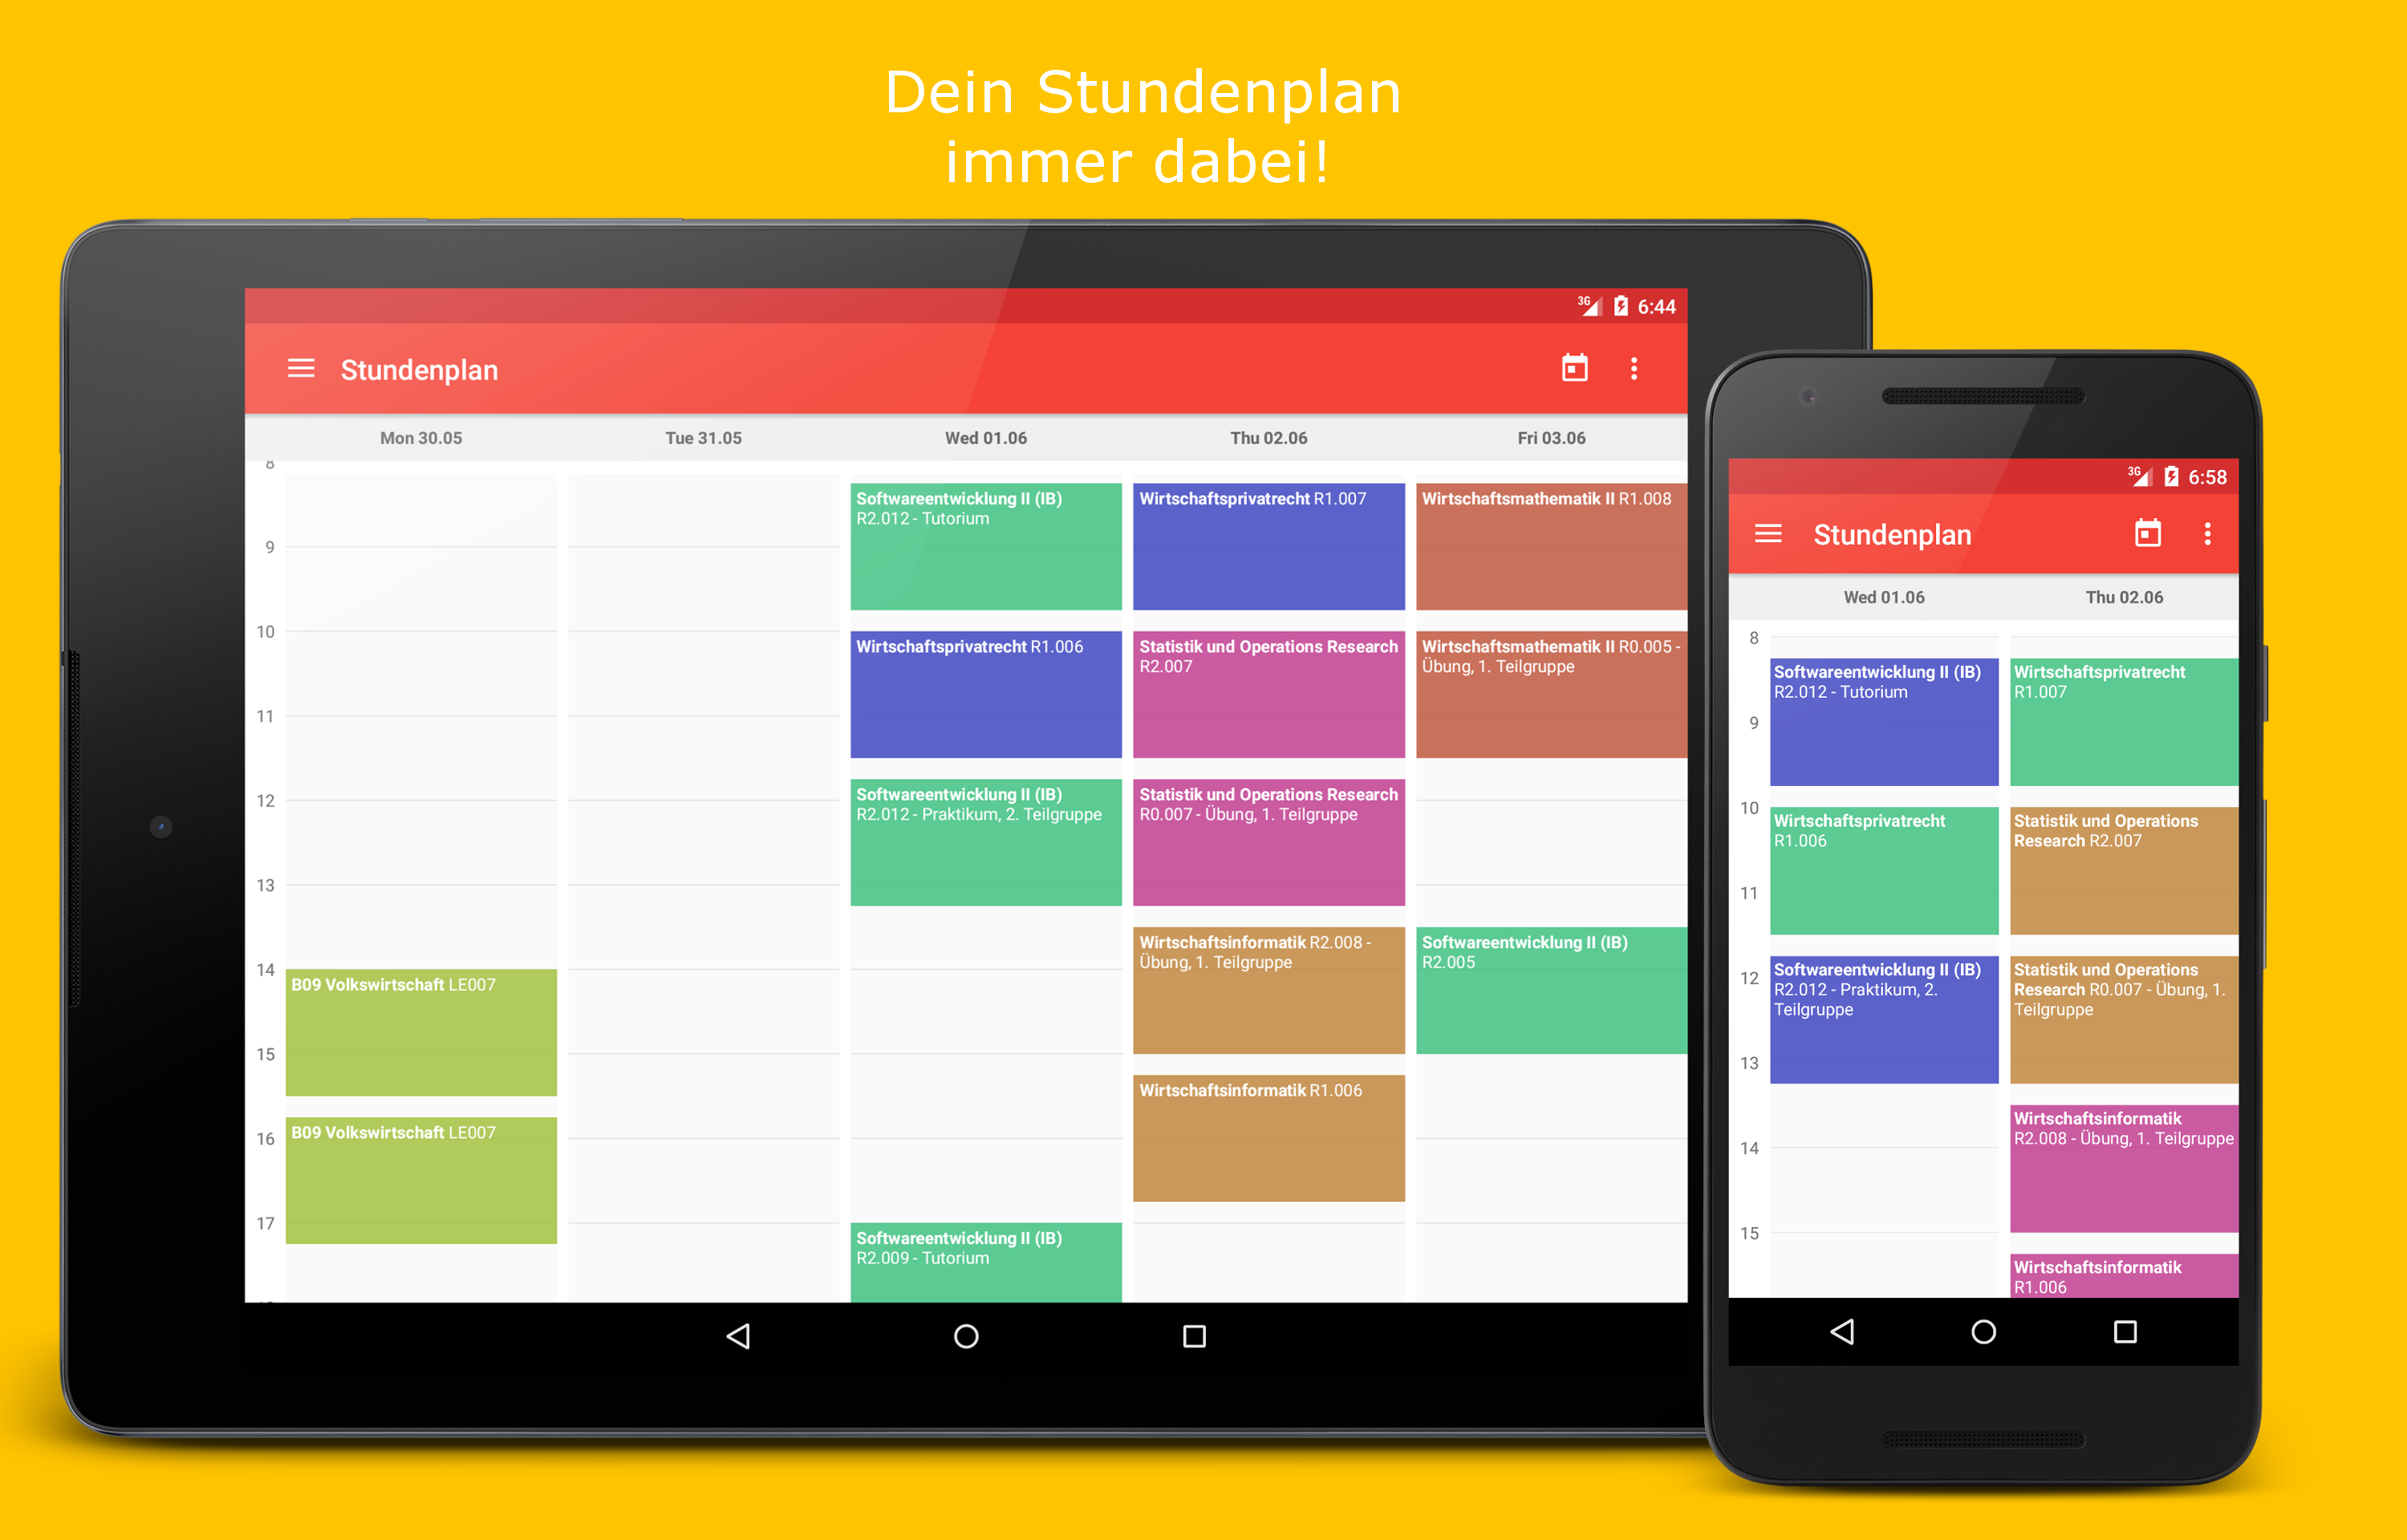 Dein Stundenplan
immer dabei!
3G 6:44
Stundenplan
Mon 30.05 Tue 31.05 Wed 01.06 Thu 02.06 Fri 03.06
8
9
10
11
12
13
14
15
16
17
B09 Volkswirtschaft LE007
B09 Volkswirtschaft LE007
Softwareentwicklung II (IB)
R2.012 - Tutorium
Wirtschaftsprivatrecht R1.006
Softwareentwicklung II (IB)
R2.012 - Praktikum, 2. Teilgruppe
Softwareentwicklung II (IB)
R2.009 - Tutorium
Wirtschaftsprivatrecht R1.007
Statistik und Operations Research
R2.007
Statistik und Operations Research
R0.007 - Übung, 1. Teilgruppe
Wirtschaftsinformatik R2.008 -
Übung, 1. Teilgruppe
Wirtschaftsinformatik R1.006
Wirtschaftsmathematik II R1.008
Wirtschaftsmathematik II R0.005 -
Übung, 1. Teilgruppe
Softwareentwicklung II (IB)
R2.005
3G 6:58
Stundenplan
Wed 01.06 Thu 02.06
8
9
10
11
12
13
14
15
Softwareentwicklung II (IB)
R2.012 - Tutorium
Wirtschaftsprivatrecht
R1.006
Softwareentwicklung II (IB)
R2.012 - Praktikum, 2.
Teilgruppe
Wirtschaftsprivatrecht
R1.007
Statistik und Operations
Research R2.007
Statistik und Operations
Research R0.007 - Übung, 1.
Teilgruppe
Wirtschaftsinformatik
R2.008 - Übung, 1. Teilgruppe
Wirtschaftsinformatik
R1.006